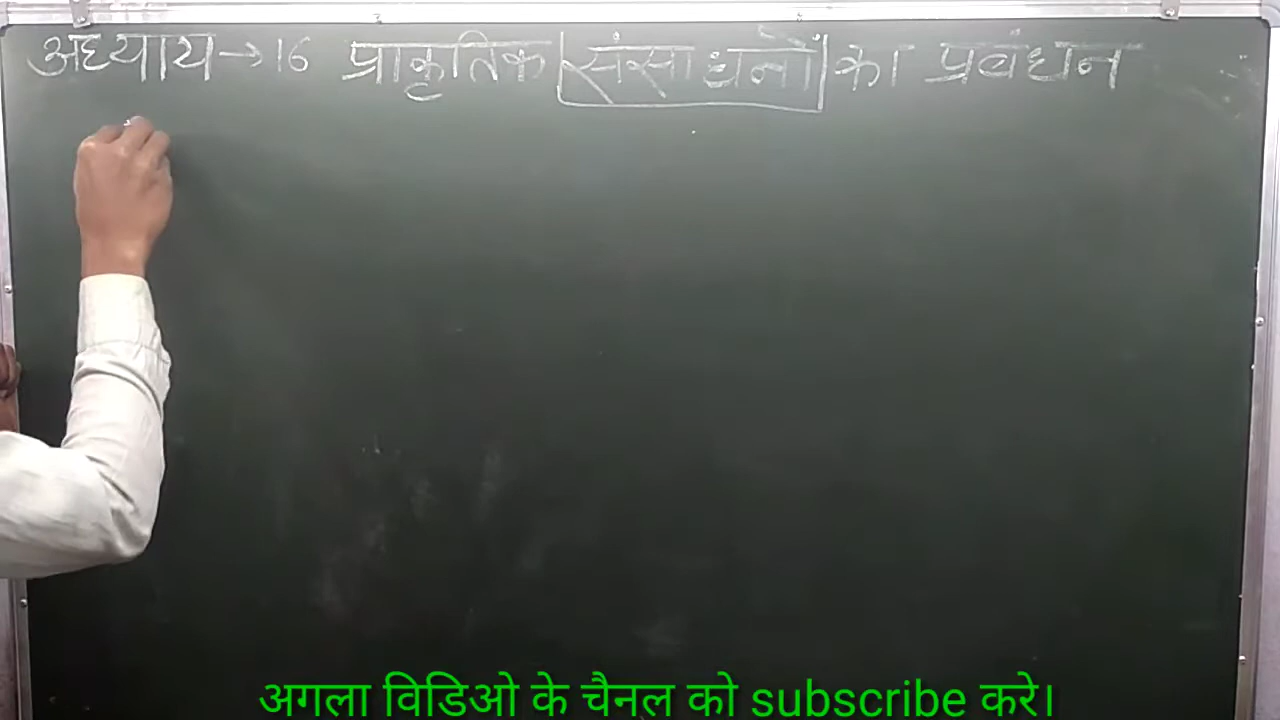 अध्याय → 16 प्राकृतिक संसाधनों का प्रबंधन
अगला विडिओ के चैनल को subscribe करे।